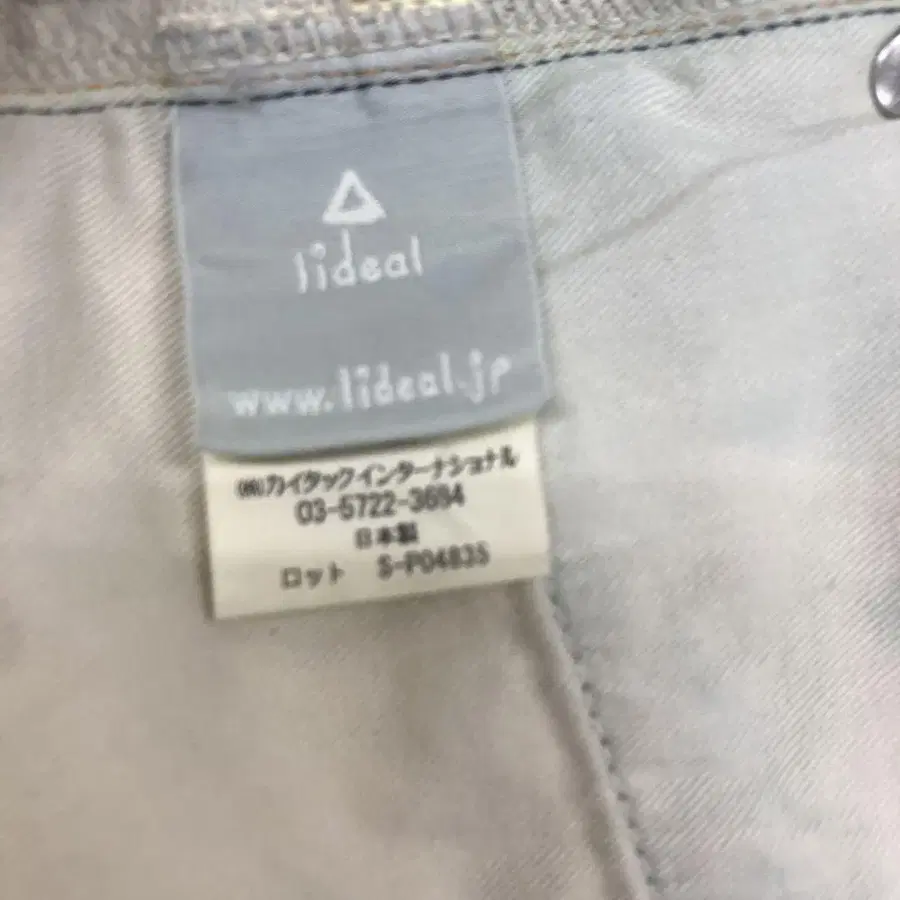 lideal
www.lideal.jp
㈱カイタックインターナショナル
03-5722-3684
日本製
ロット S-P04835